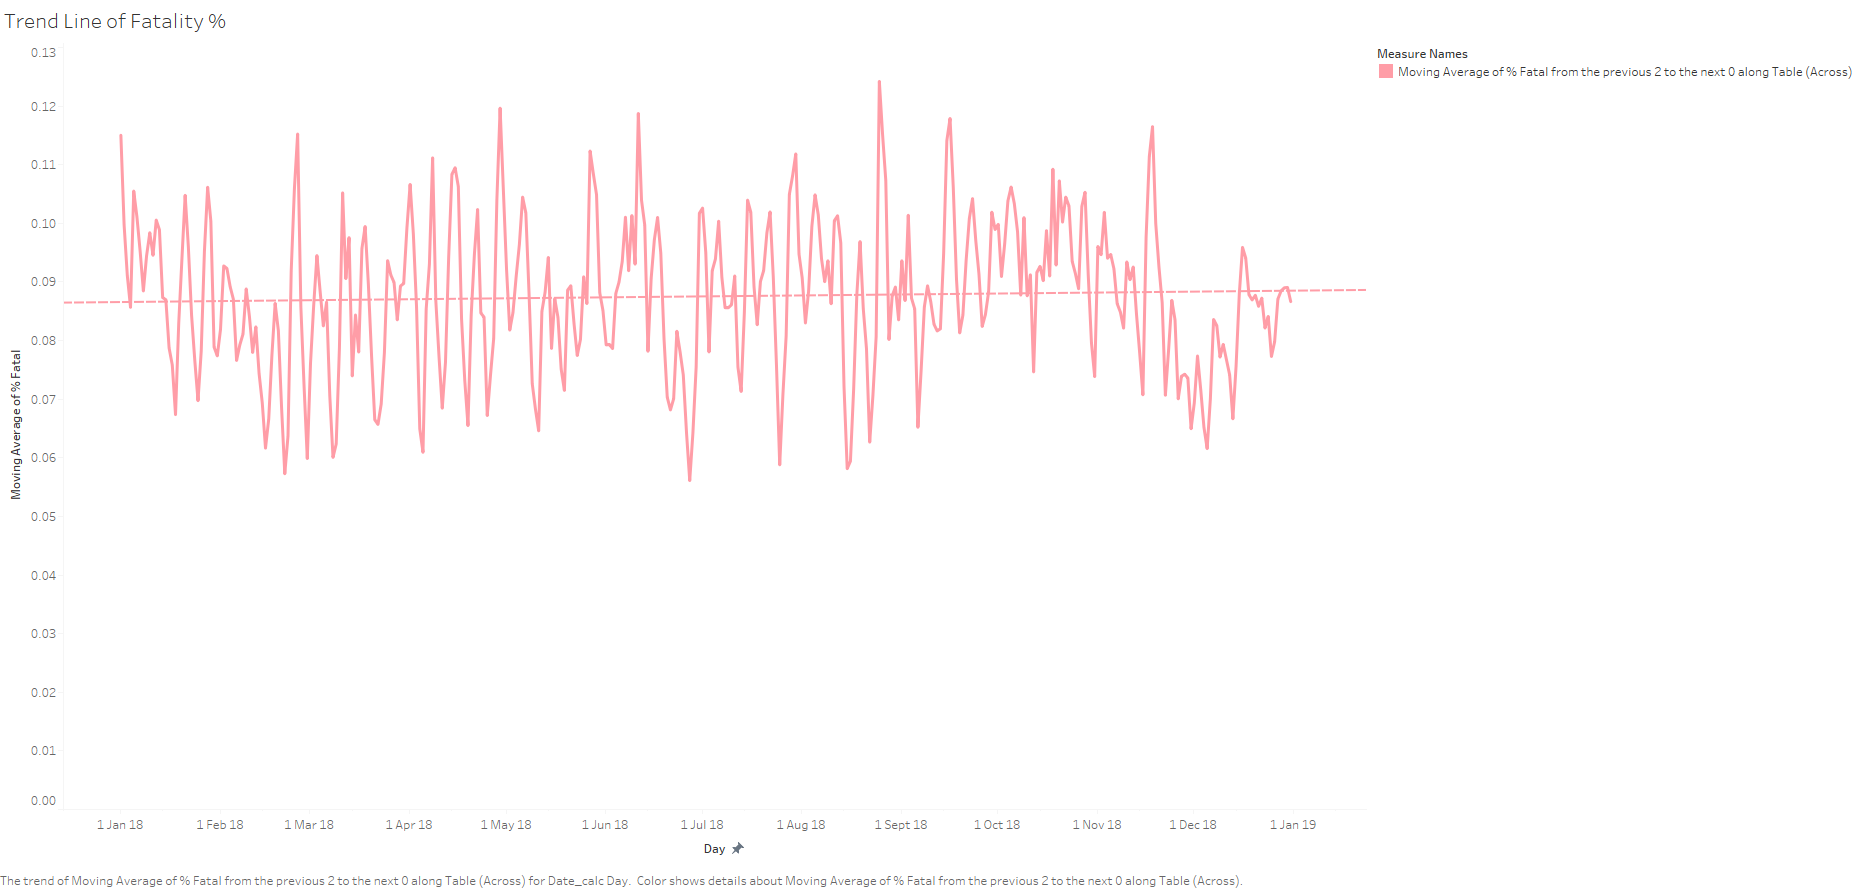 Trend Line of Fatality %
Measure Names
Moving Average of % Fatal from the previous 2 to the next 0 along Table (Across)
0.13
0.12
0.11
0.10
0.09
0.08
0.07
0.06
0.05
0.04
0.03
0.02
0.01
0.00
Moving Average of % Fatal
1 Jan 18
1 Feb 18
1 Mar 18
1 Apr 18
1 May 18
1 Jun 18
1 Jul 18
1 Aug 18
1 Sept 18
1 Oct 18
1 Nov 18
1 Dec 18
1 Jan 19
Day
The trend of Moving Average of % Fatal from the previous 2 to the next 0 along Table (Across) for Date_calc Day.  Color shows details about Moving Average of % Fatal from the previous 2 to the next 0 along Table (Across).